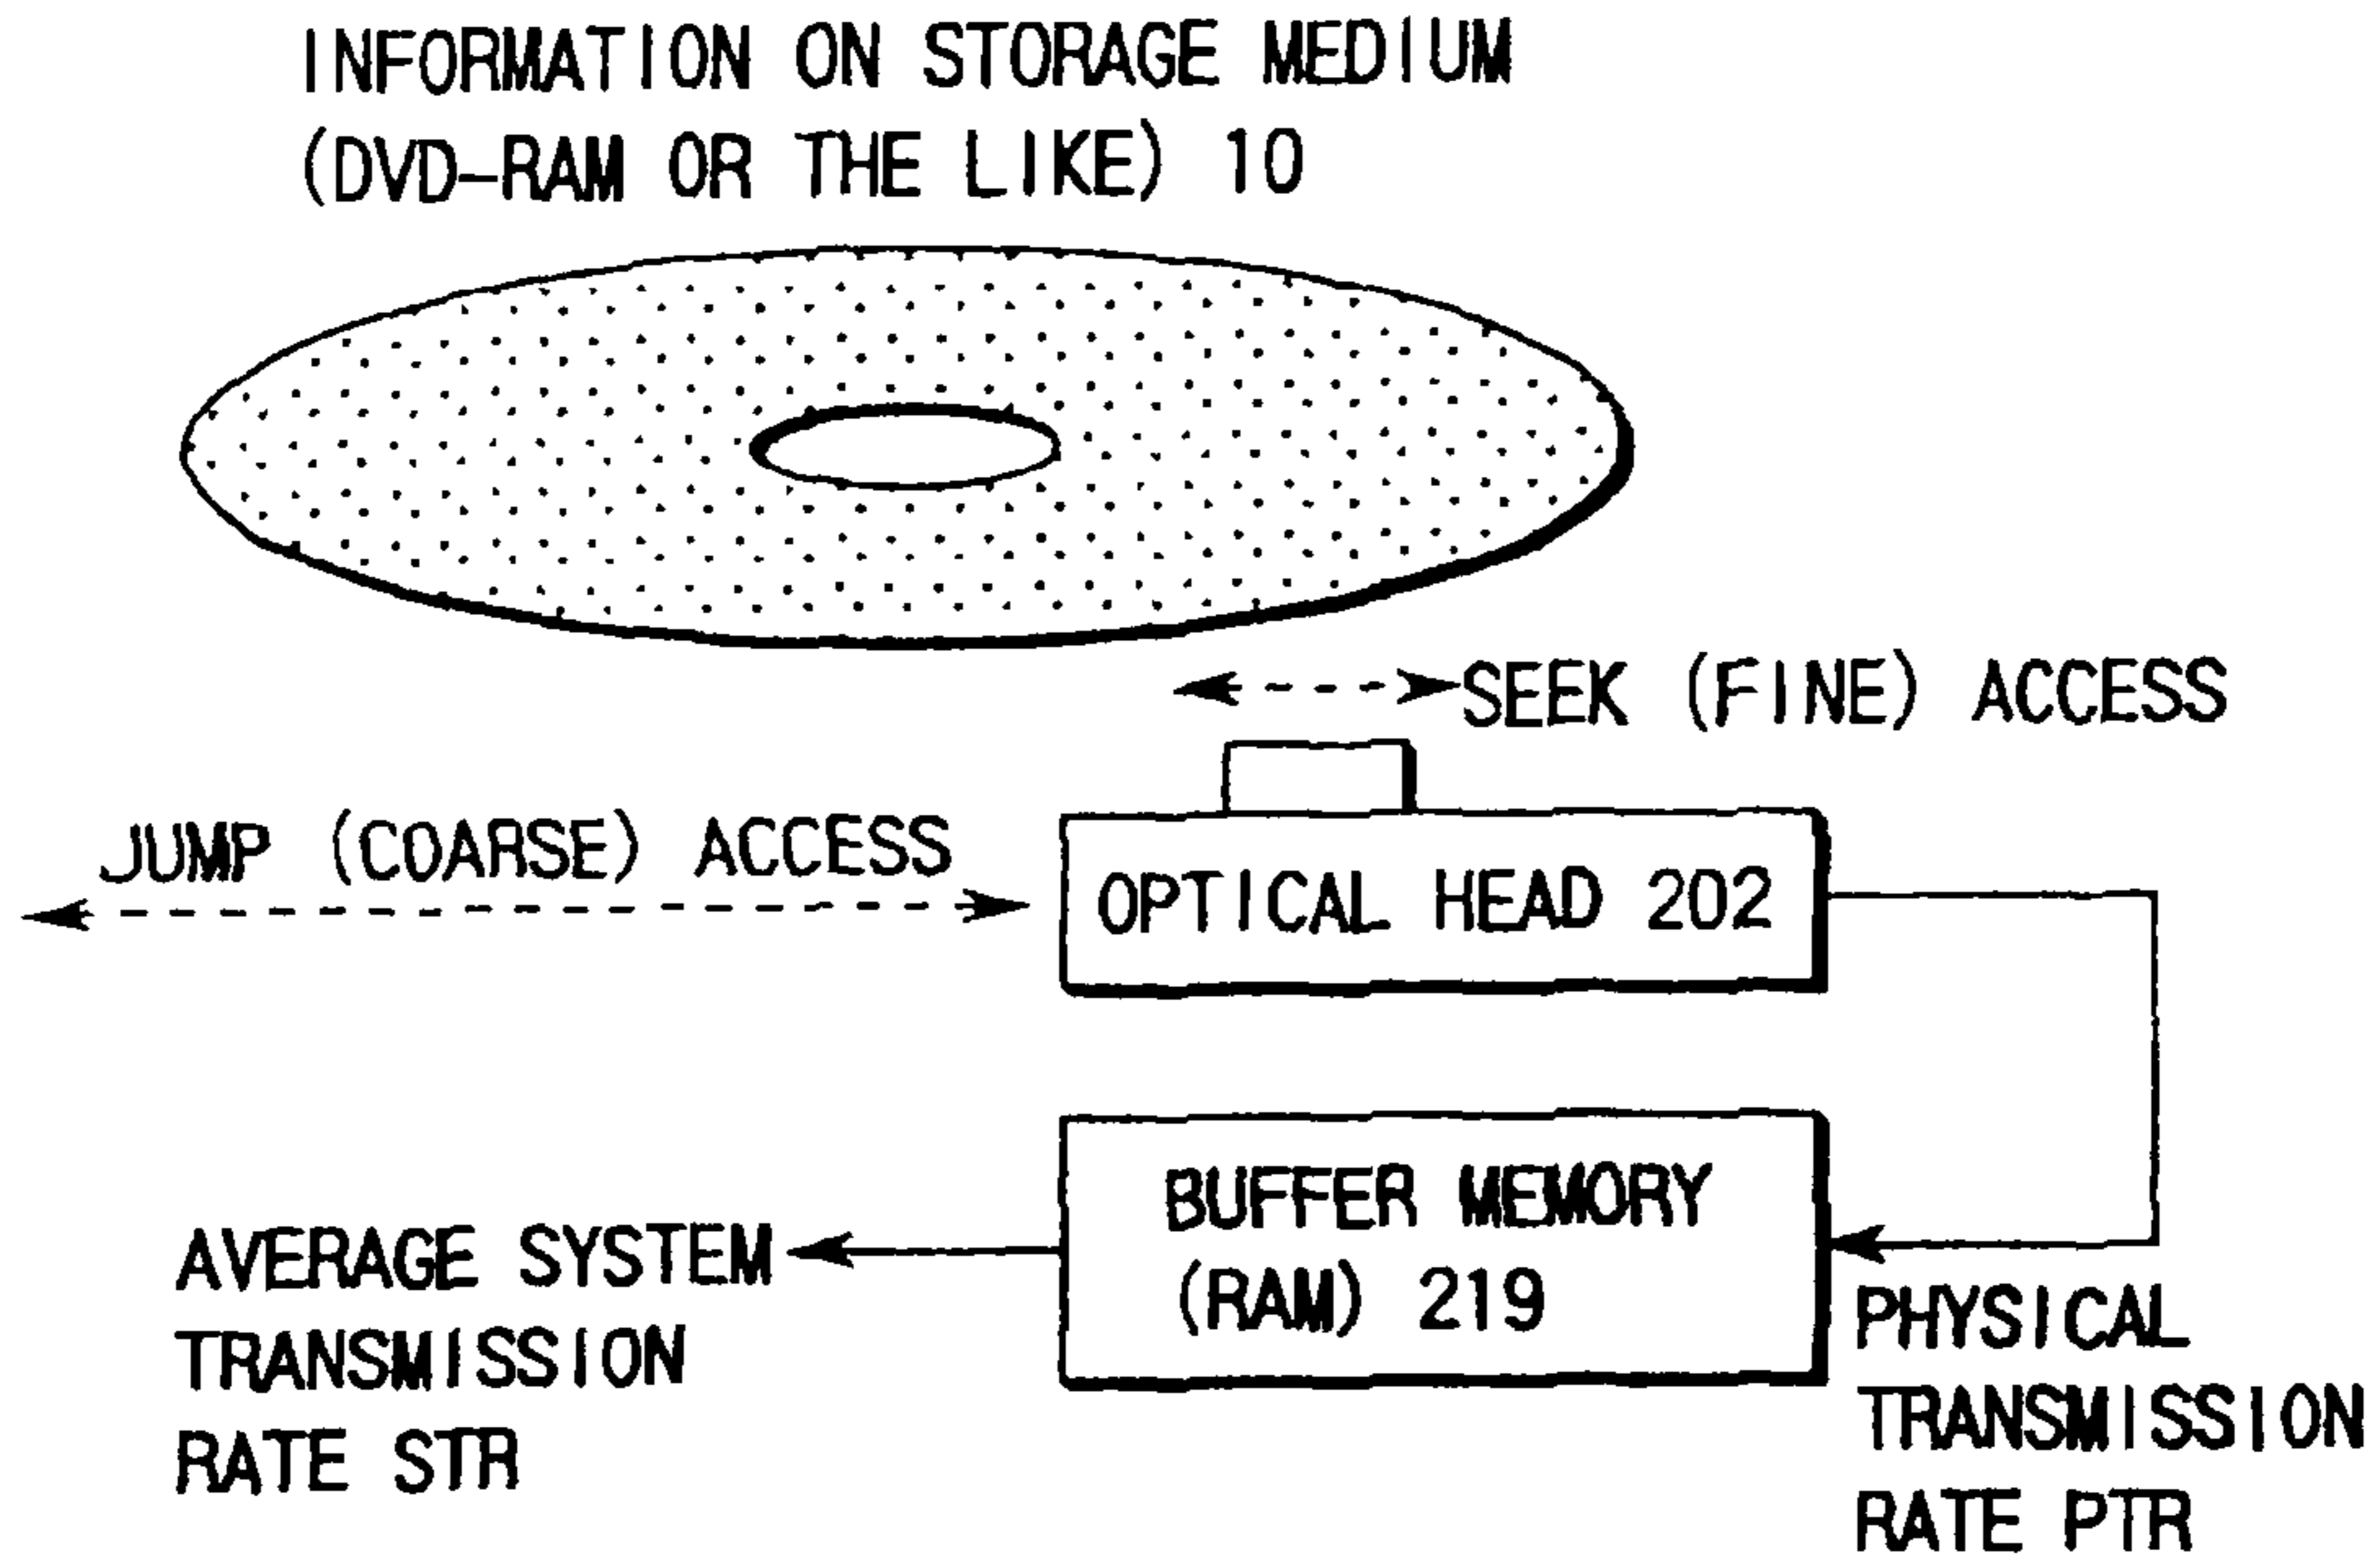 INFORMATION ON STORAGE MEDIUM
(DVD-RAM OR THE LIKE) 10
SEEK (FINE) ACCESS
JUMP (COARSE) ACCESS
OPTICAL HEAD 202
BUFFER MEMORY
(RAM) 219
AVERAGE SYSTEM
TRANSMISSION
RATE STR
PHYSICAL
TRANSMISSION
RATE PTR